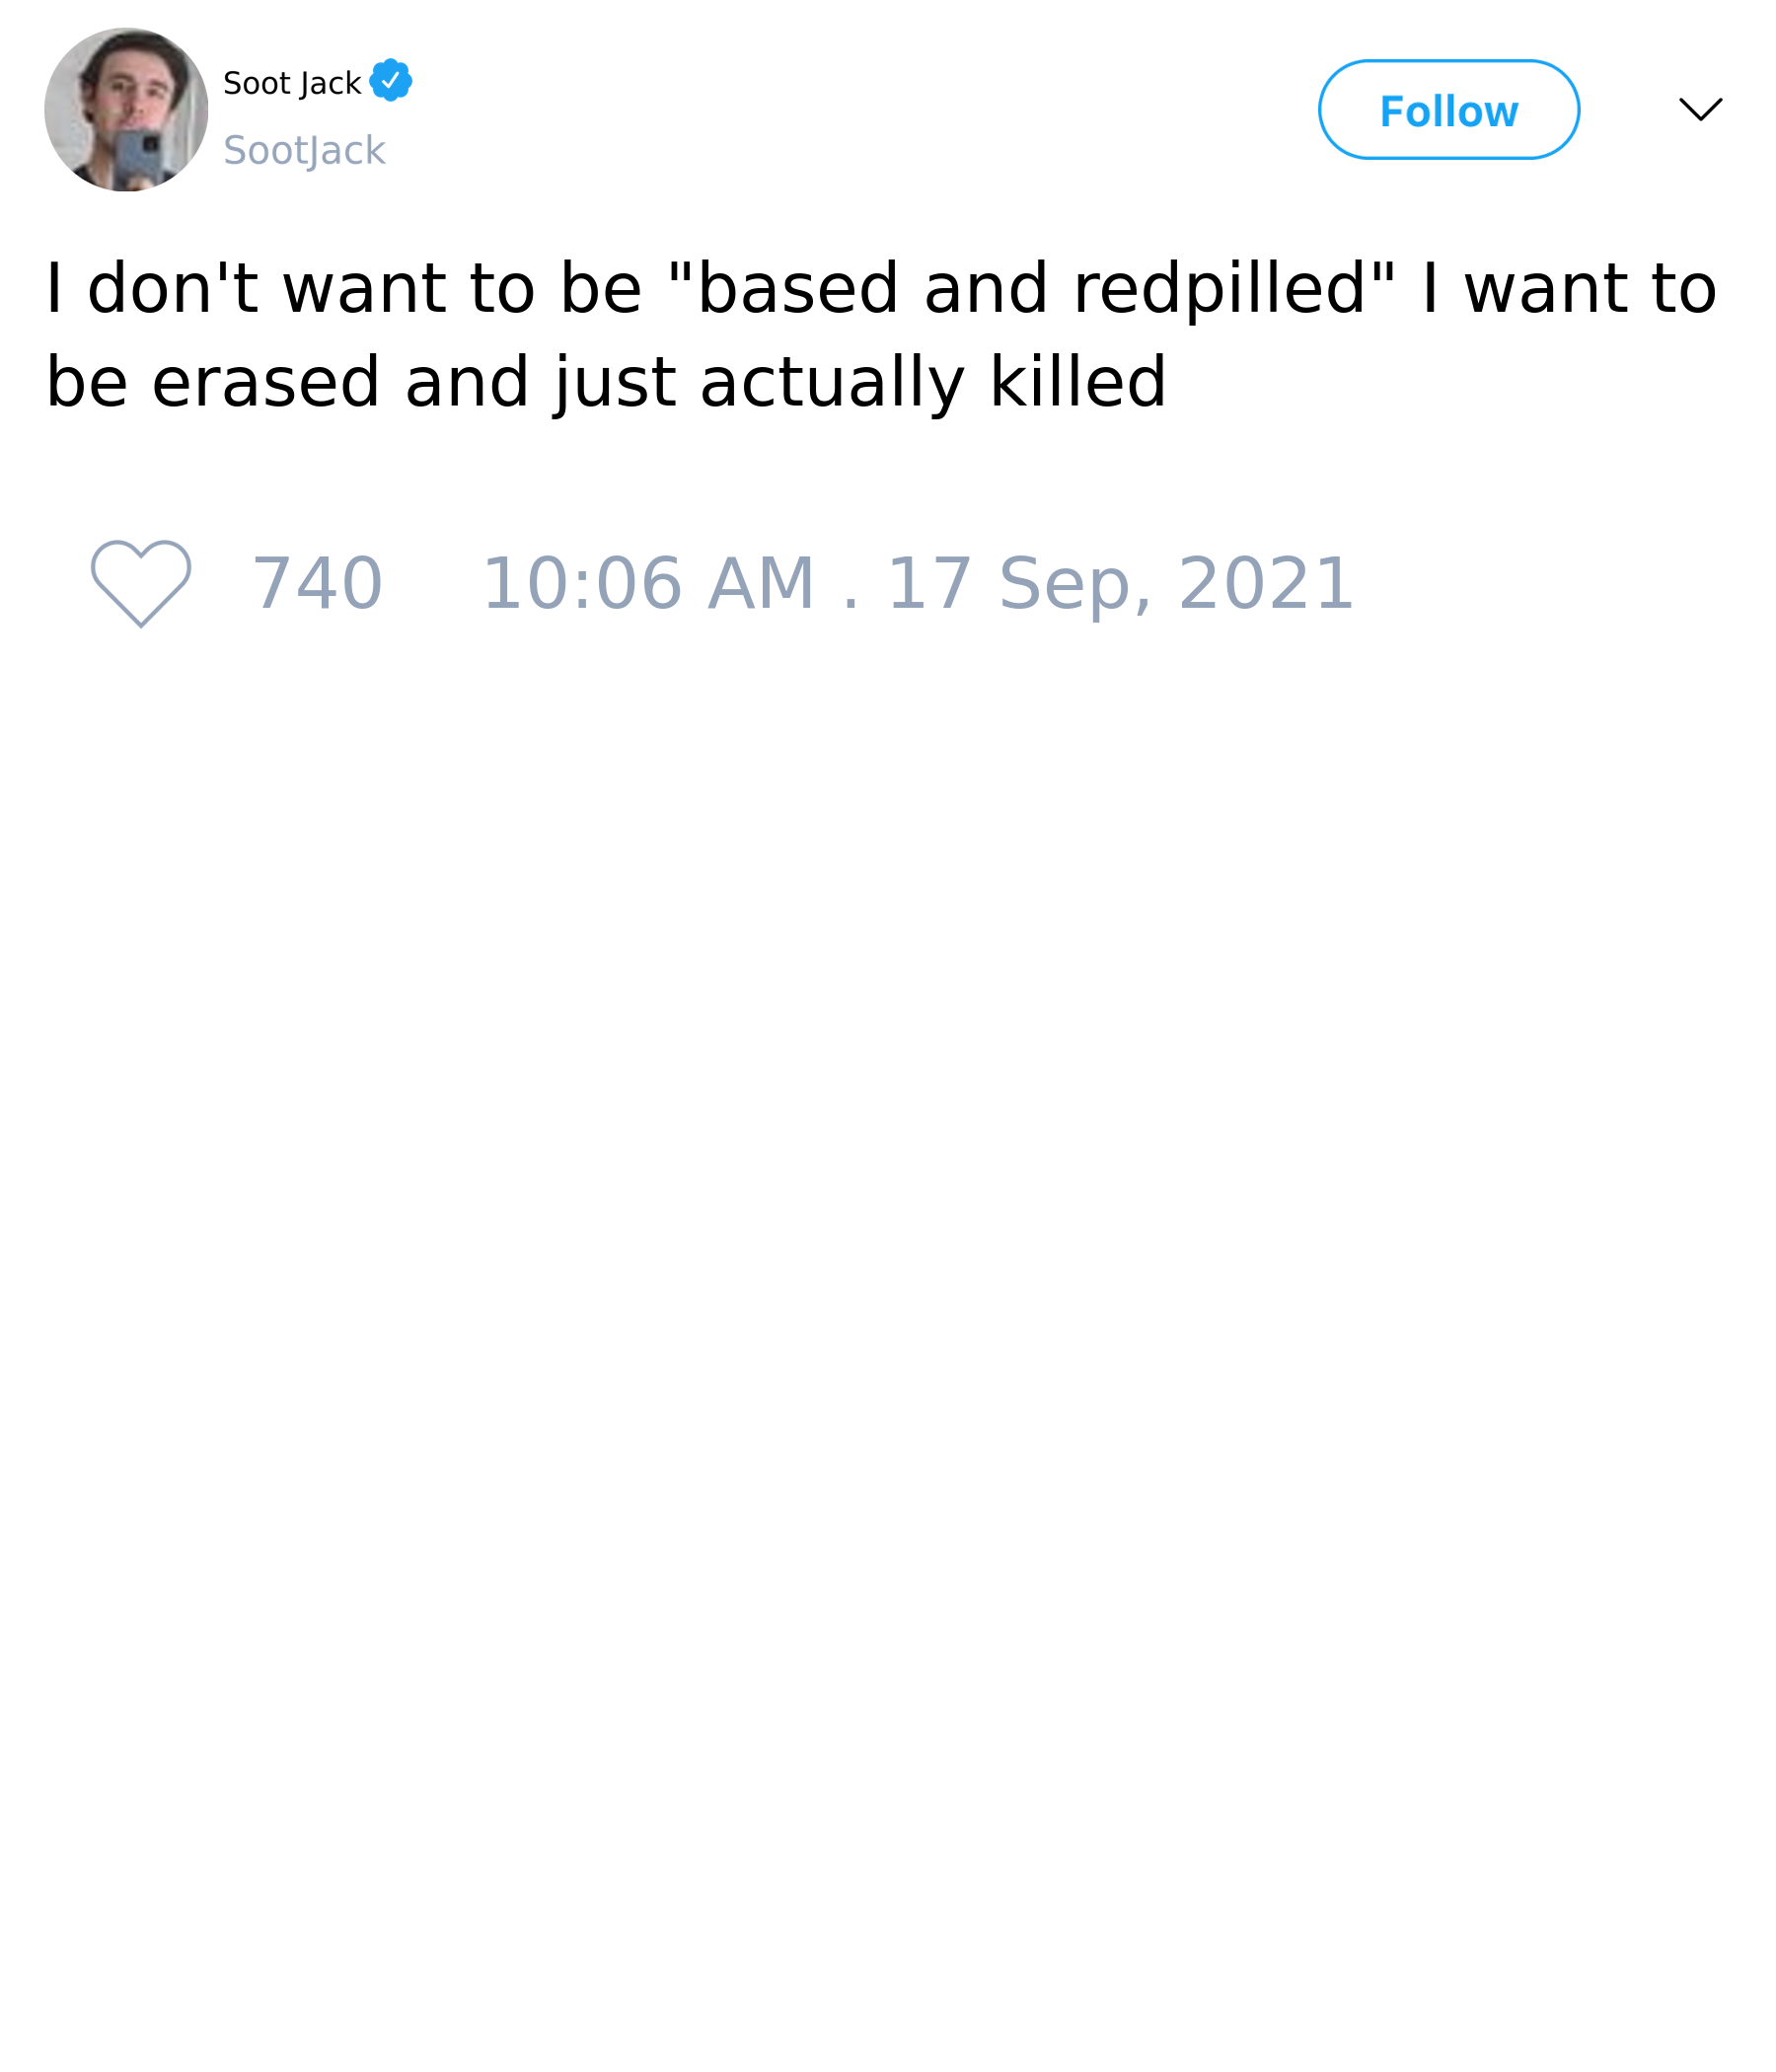 Soot Jack
SootJack
Follow
I don't want to be "based and redpilled" I want to
be erased and just actually killed
740 10:06 AM . 17 Sep, 2021